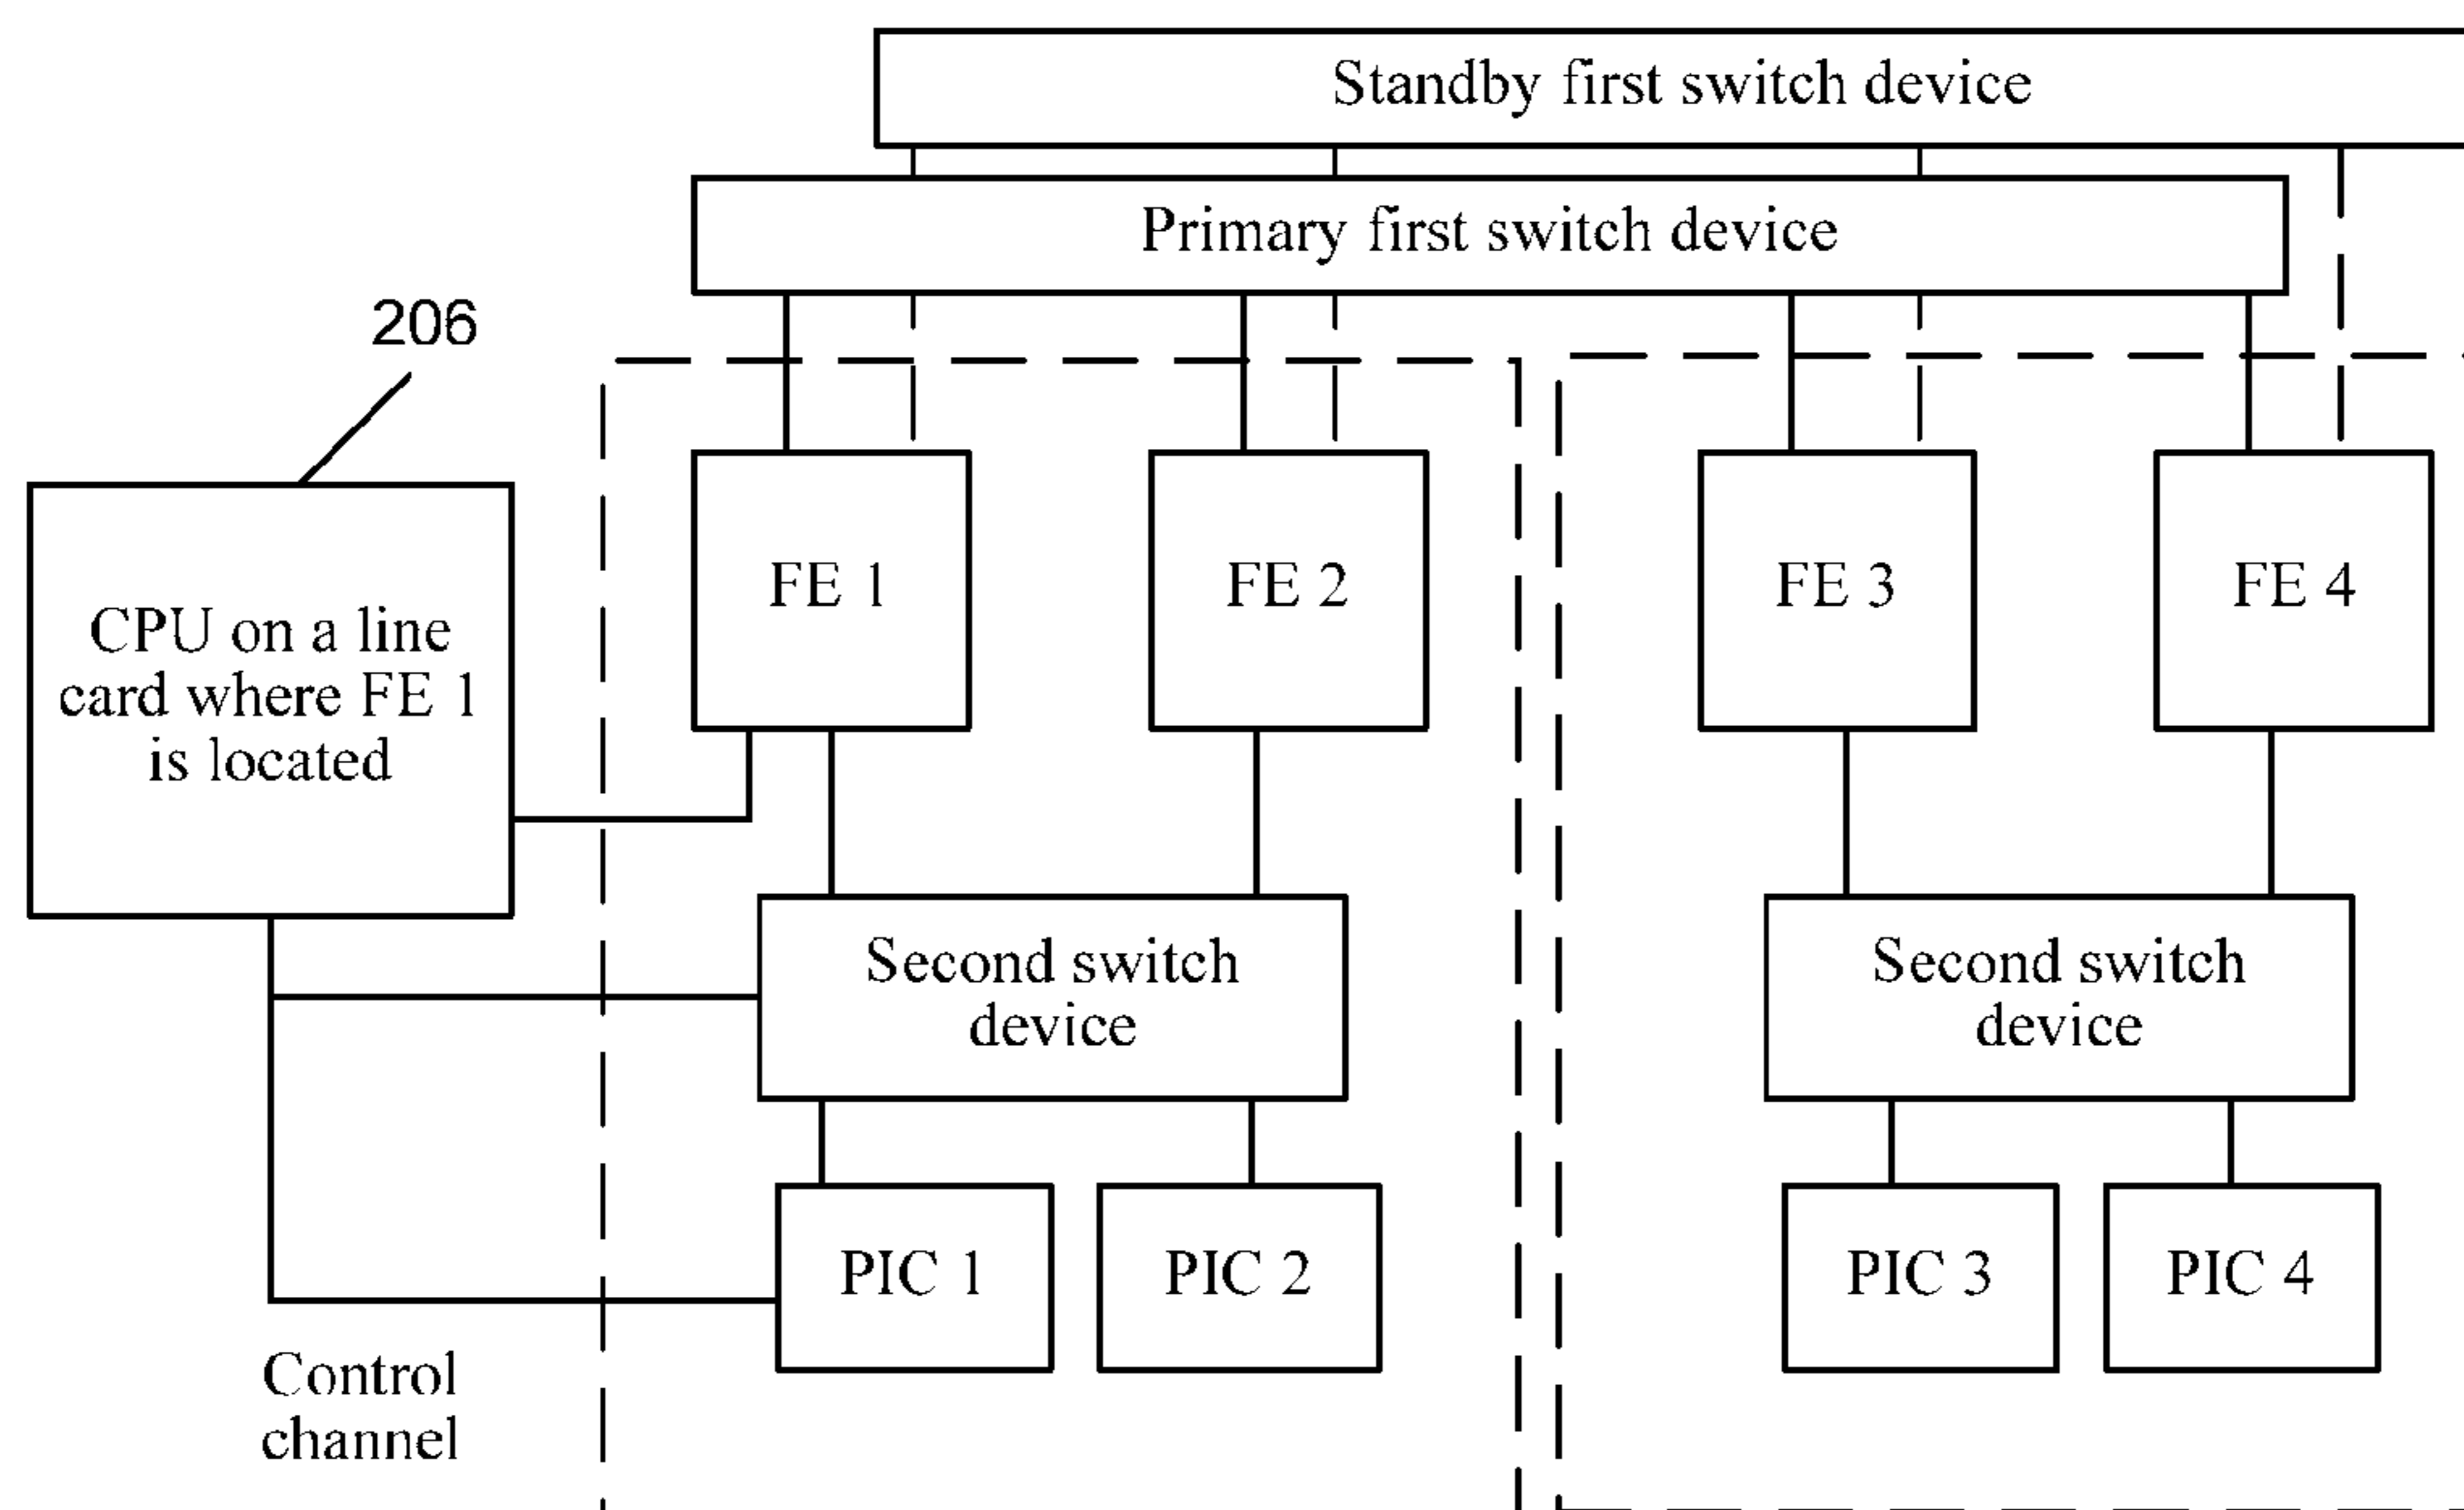 Standby first switch device
Primary first switch device
206
FE 1
FE 2
FE 3
FE 4
CPU on a line
card where FE 1
is located
Second switch
device
Second switch
device
PIC 1
PIC 2
PIC 3
PIC 4
Control
channel